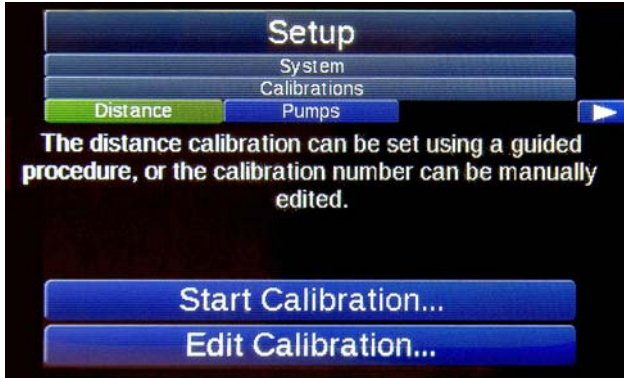 Setup
System
Calibrations
Distance Pumps
The distance calibration can be set using a guided
procedure, or the calibration number can be manually
edited.
Start Calibration...
Edit Calibration...